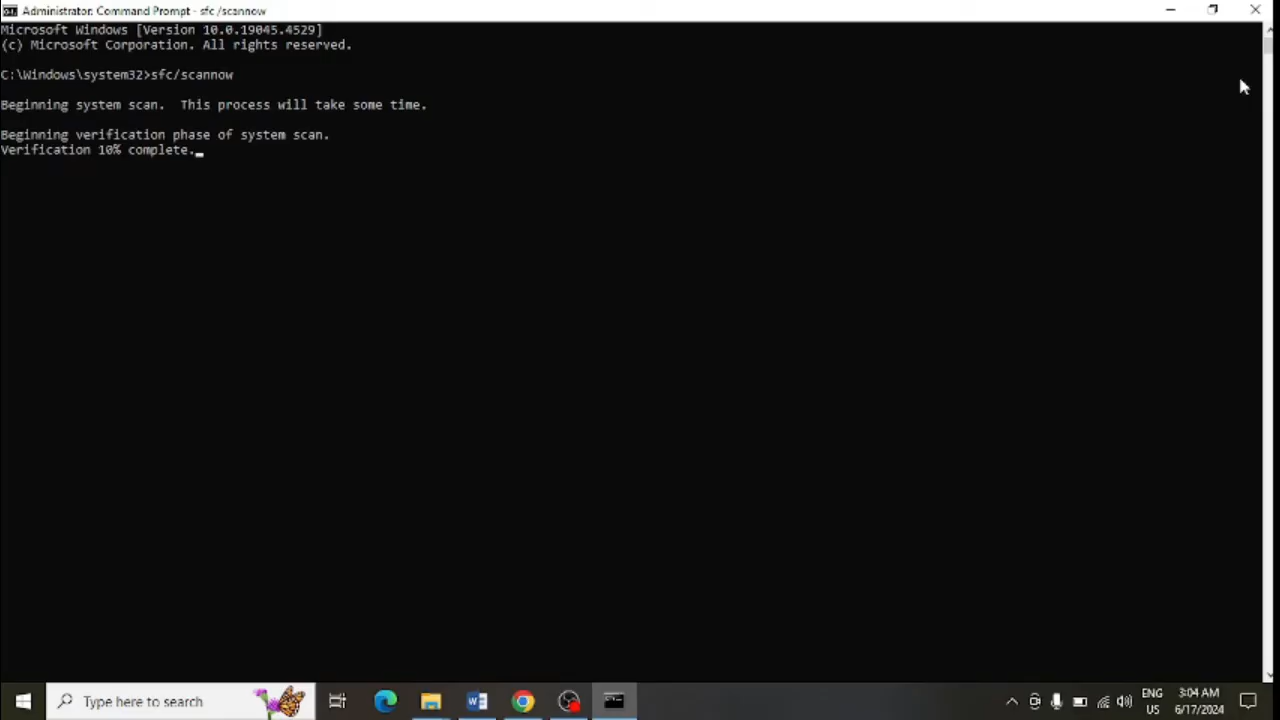 Administrator: Command Prompt - sfc /scannow
Microsoft Windows [Version 10.0.19045.4529]
(c) Microsoft Corporation. All rights reserved.
C:\Windows\system32>sfc/scannow
Beginning system scan.  This process will take some time.
Beginning verification phase of system scan.
Verification 10% complete.
Type here to search
ENG
US
3:04 AM
6/17/2024